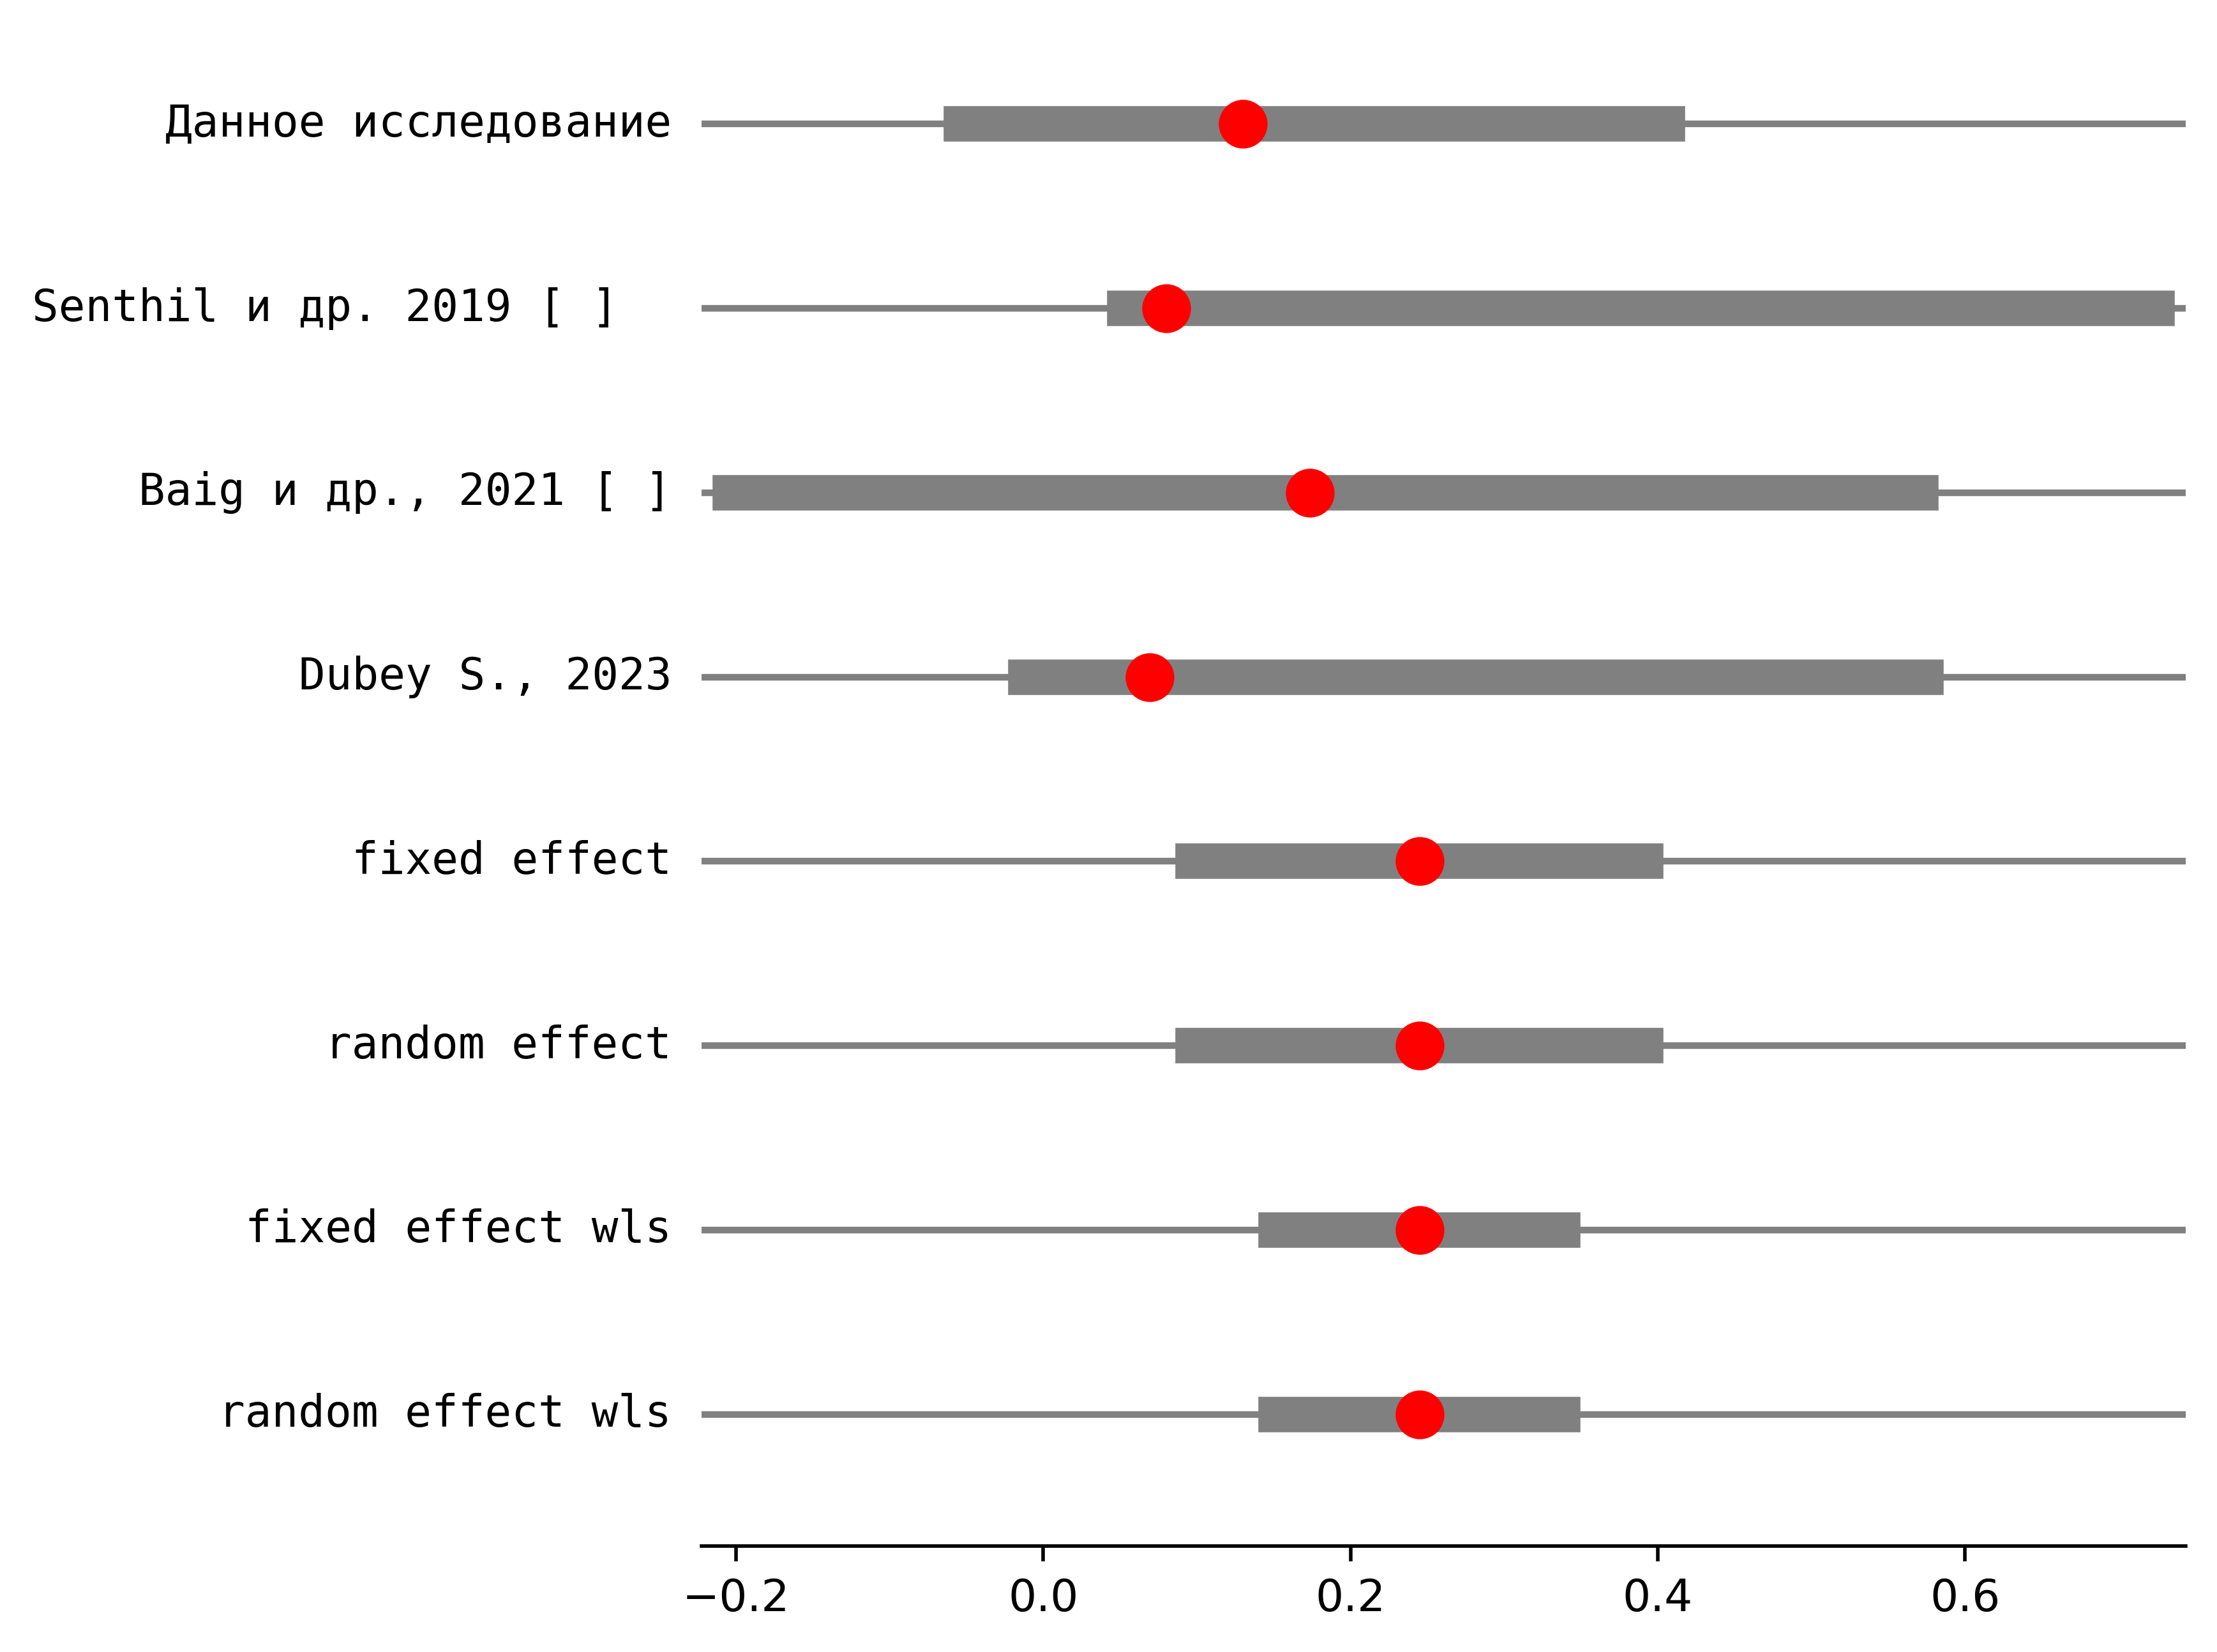 Данное исследование
Senthil и др. 2019 [ ]
Baig и др., 2021 [ ]
Dubey S., 2023
fixed effect
random effect
fixed effect wls
random effect wls
−0.2 0.0 0.2 0.4 0.6